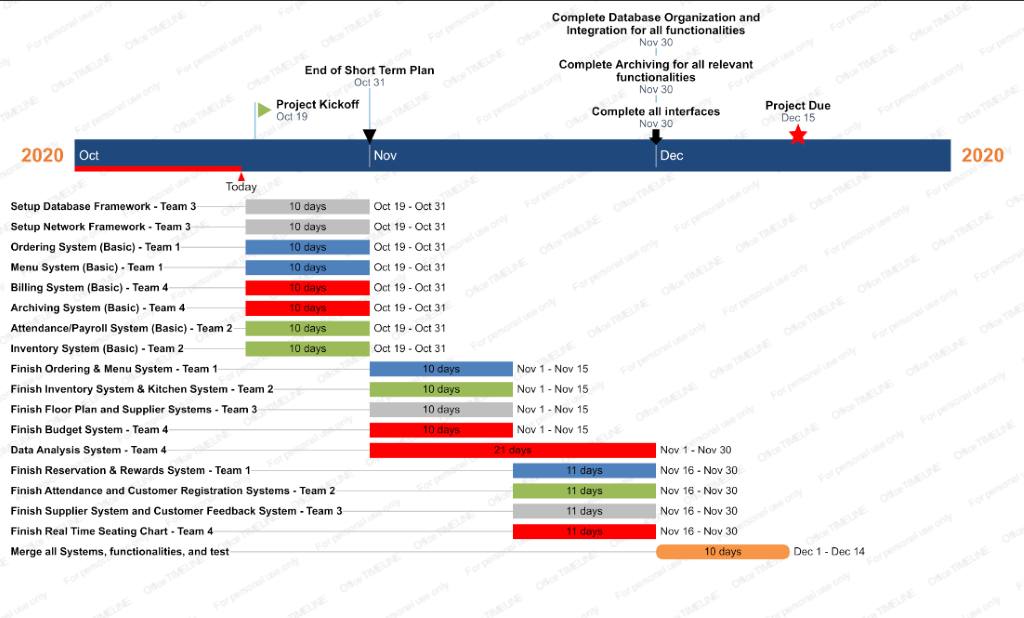 Complete Database Organization and
Integration for all functionalities
Nov 30
Complete Archiving for all relevant
functionalities
Nov 30
End of Short Term Plan
Oct 31
Project Kickoff
Oct 19
Complete all interfaces
Nov 30
Project Due
Dec 15
2020 Oct Nov Dec 2020
Today
Setup Database Framework - Team 3 10 days Oct 19 - Oct 31
Setup Network Framework - Team 3 10 days Oct 19 - Oct 31
Ordering System (Basic) - Team 1 10 days Oct 19 - Oct 31
Menu System (Basic) - Team 1 10 days Oct 19 - Oct 31
Billing System (Basic) - Team 4 10 days Oct 19 - Oct 31
Archiving System (Basic) - Team 4 10 days Oct 19 - Oct 31
Attendance/Payroll System (Basic) - Team 2 10 days Oct 19 - Oct 31
Inventory System (Basic) - Team 2 10 days Oct 19 - Oct 31
Finish Ordering & Menu System - Team 1 10 days Nov 1 - Nov 15
Finish Inventory System & Kitchen System - Team 2 10 days Nov 1 - Nov 15
Finish Floor Plan and Supplier Systems - Team 3 10 days Nov 1 - Nov 15
Finish Budget System - Team 4 10 days Nov 1 - Nov 15
Data Analysis System - Team 4 21 days Nov 1 - Nov 30
Finish Reservation & Rewards System - Team 1 11 days Nov 16 - Nov 30
Finish Attendance and Customer Registration Systems - Team 2 11 days Nov 16 - Nov 30
Finish Supplier System and Customer Feedback System - Team 3 11 days Nov 16 - Nov 30
Finish Real Time Seating Chart - Team 4 11 days Nov 16 - Nov 30
Merge all Systems, functionalities, and test 10 days Dec 1 - Dec 14
For personal use only
Office TIMELINE